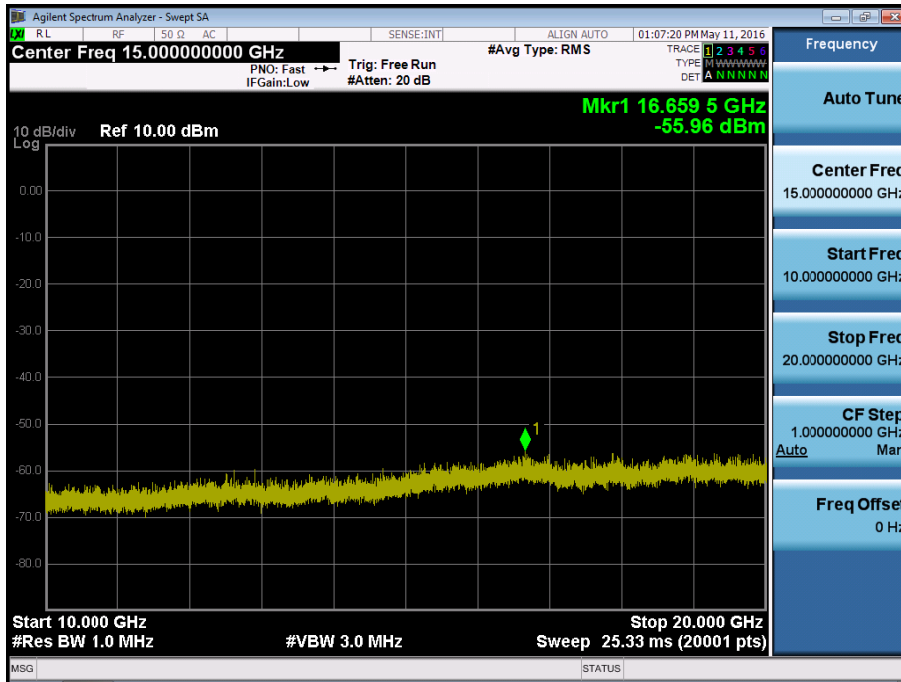 Agilent Spectrum Analyzer - Swept SA
LXI RL RF 50 Ω AC SENSE:INT ALIGN AUTO 01:07:20 PM May 11, 2016
Center Freq 15.000000000 GHz #Avg Type: RMS TRACE 1 2 3 4 5 6 Frequency
PNO: Fast Trig: Free Run TYPE M WWWWW
IFGain:Low #Atten: 20 dB DET A N N N N N
Auto Tune
Mkr1 16.659 5 GHz
10 dB/div Ref 10.00 dBm -55.96 dBm
Log
Center Freq
15.000000000 GHz
0.00
-10.0
Start Freq
10.000000000 GHz
-20.0
-30.0
Stop Freq
20.000000000 GHz
-40.0
CF Step
1.000000000 GHz
Auto Man
-50.0
1
-60.0
Freq Offset
0 Hz
-70.0
-80.0
Start 10.000 GHz Stop 20.000 GHz
#Res BW 1.0 MHz #VBW 3.0 MHz Sweep 25.33 ms (20001 pts)
MSG STATUS